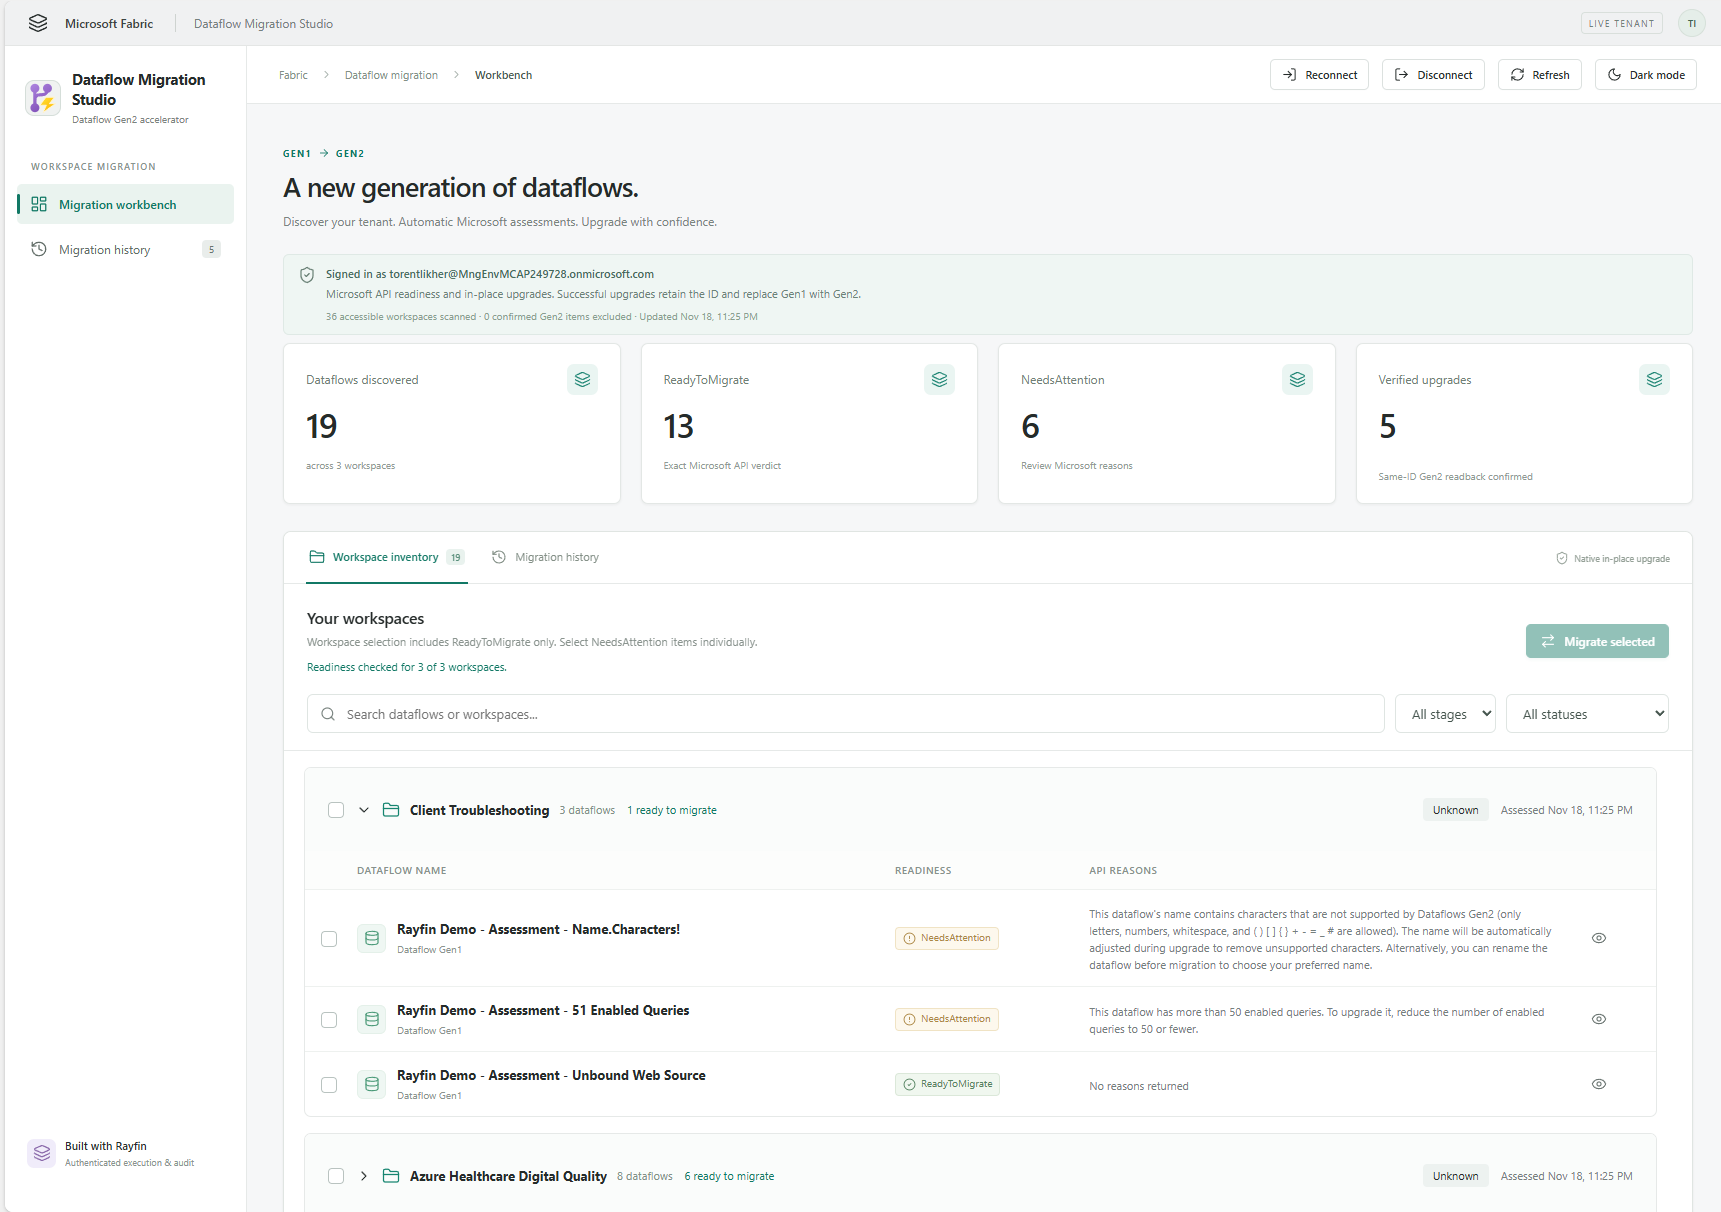 Microsoft Fabric
Dataflow Migration Studio
LIVE TENANT
TI
Dataflow Migration
Studio
Dataflow Gen2 accelerator
WORKSPACE MIGRATION
Migration workbench
Migration history
5
Built with Rayfin
Authenticated execution & audit
Fabric
Dataflow migration
Workbench
Reconnect
Disconnect
Refresh
Dark mode
GEN1 → GEN2
A new generation of dataflows.
Discover your tenant. Automatic Microsoft assessments. Upgrade with confidence.
Signed in as torentlikher@MngEnvMCAP249728.onmicrosoft.com
Microsoft API readiness and in-place upgrades. Successful upgrades retain the ID and replace Gen1 with Gen2.
36 accessible workspaces scanned · 0 confirmed Gen2 items excluded · Updated Nov 18, 11:25 PM
Dataflows discovered
19
across 3 workspaces
ReadyToMigrate
13
Exact Microsoft API verdict
NeedsAttention
6
Review Microsoft reasons
Verified upgrades
5
Same-ID Gen2 readback confirmed
Workspace inventory
19
Migration history
Native in-place upgrade
Your workspaces
Workspace selection includes ReadyToMigrate only. Select NeedsAttention items individually.
Readiness checked for 3 of 3 workspaces.
Migrate selected
Search dataflows or workspaces...
All stages
All statuses
Client Troubleshooting
3 dataflows
1 ready to migrate
Unknown
Assessed Nov 18, 11:25 PM
DATAFLOW NAME
READINESS
API REASONS
Rayfin Demo - Assessment - Name.Characters!
Dataflow Gen1
NeedsAttention
This dataflow's name contains characters that are not supported by Dataflows Gen2 (only
letters, numbers, whitespace, and ( ) [ ] { } + - = _ # are allowed). The name will be automatically
adjusted during upgrade to remove unsupported characters. Alternatively, you can rename the
dataflow before migration to choose your preferred name.
Rayfin Demo - Assessment - 51 Enabled Queries
Dataflow Gen1
NeedsAttention
This dataflow has more than 50 enabled queries. To upgrade it, reduce the number of enabled
queries to 50 or fewer.
Rayfin Demo - Assessment - Unbound Web Source
Dataflow Gen1
ReadyToMigrate
No reasons returned
Azure Healthcare Digital Quality
8 dataflows
6 ready to migrate
Unknown
Assessed Nov 18, 11:25 PM